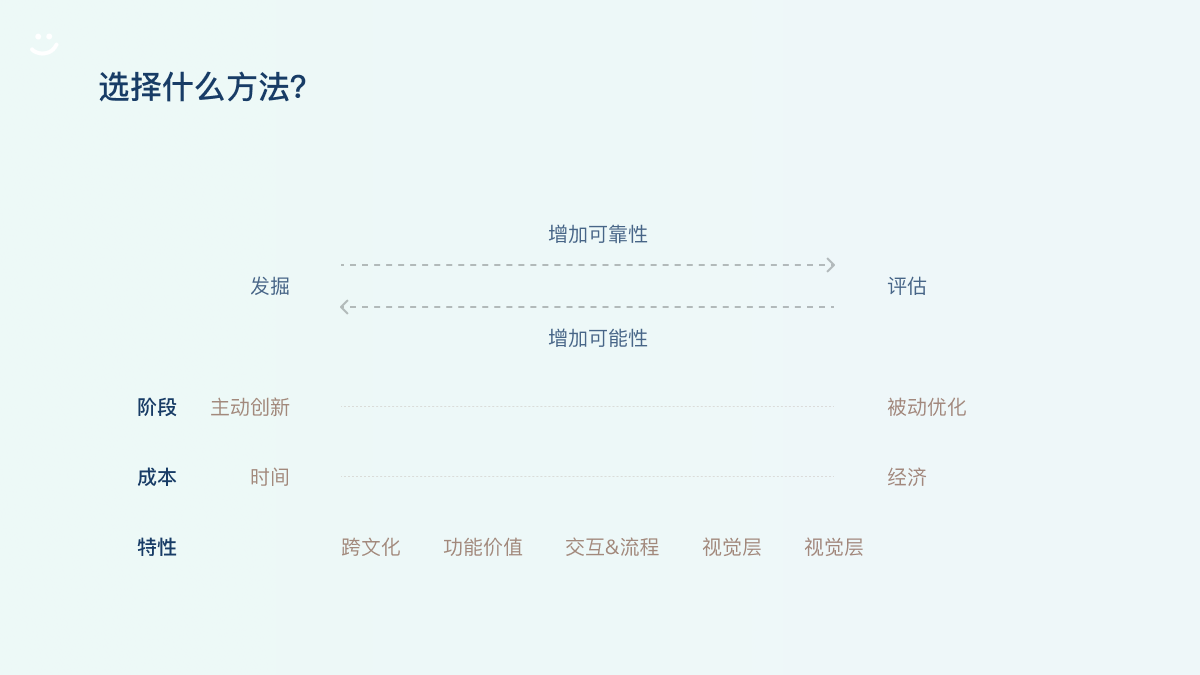 选择什么方法?
增加可靠性
发掘
评估
增加可能性
阶段 主动创新 被动优化
成本 时间 经济
特性 跨文化 功能价值 交互&流程 视觉层 视觉层